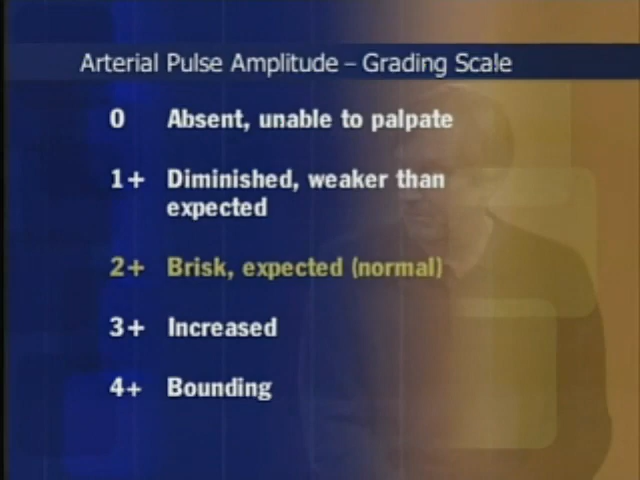 Arterial Pulse Amplitude – Grading Scale
0 Absent, unable to palpate
1+ Diminished, weaker than
expected
2+ Brisk, expected (normal)
3+ Increased
4+ Bounding